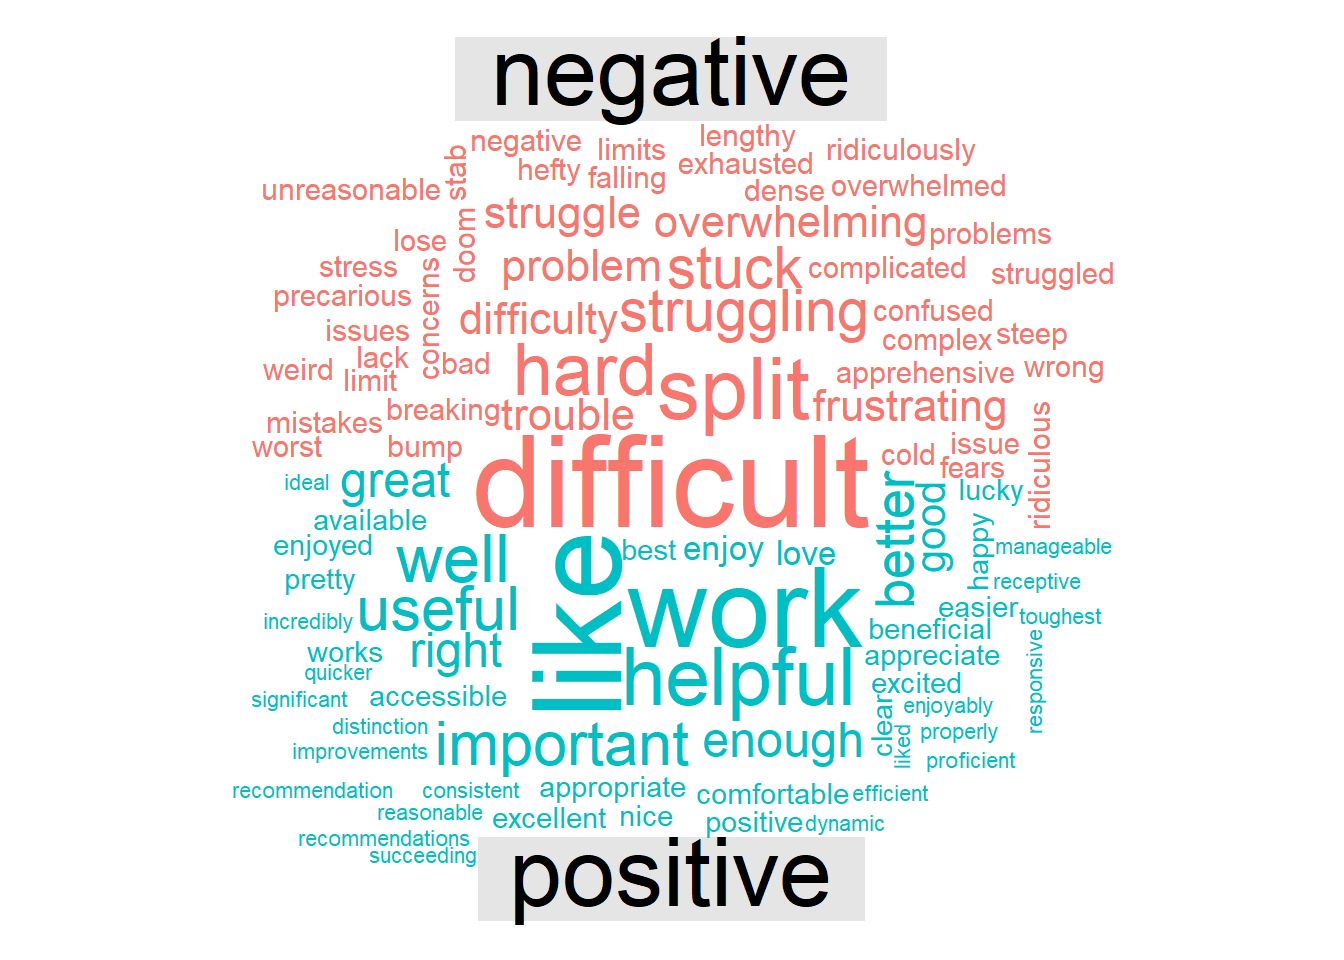 negative
negative
limits
lengthy
ridiculously
stab
hefty
falling
exhausted
unreasonable
dense
overwhelmed
struggle
overwhelming
lose
doom
problems
stress
problem
stuck
complicated
struggled
precarious
concerns
difficulty
struggling
confused
issues
complex
steep
lack
bad
hard
split
weird
limit
apprehensive
wrong
mistakes
breaking
trouble
frustrating
worst
bump
difficult
cold
issue
fears
ridiculous
ideal
great
better
good
lucky
available
enjoyed
well
like
best
enjoy
love
happy
manageable
pretty
useful
work
receptive
incredibly
easier
toughest
works
right
beneficial
quicker
helpful
appreciate
responsive
significant
accessible
excited
distinction
clear
enjoyably
improvements
important
enough
liked
properly
proficient
recommendation
consistent
appropriate
comfortable
efficient
reasonable
excellent
nice
positive
dynamic
recommendations
succeeding
positive